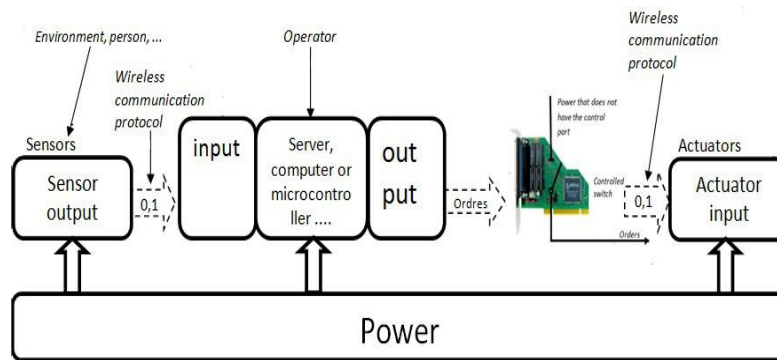 Environment, person, ...
Wireless
communication
protocol
Sensors
Sensor
output
0,1
input
Operator
Server,
computer or
microcontro
ller ....
out
put
Ordres
Power that does not
have the control
part
Controlled
switch
Orders
Wireless
communication
protocol
0,1
Actuators
Actuator
input
Power